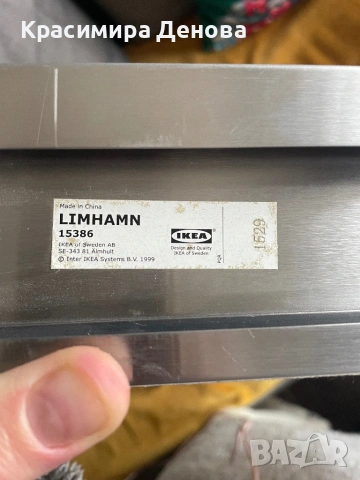 Красимира Денова
Made in China
LIMHAMN
15386
IKEA of Sweden AB
SE-343 81 Älmhult
© Inter IKEA Systems B.V. 1999
IKEA
Design and Quality
IKEA of Sweden
PQA
1529
BAZAR